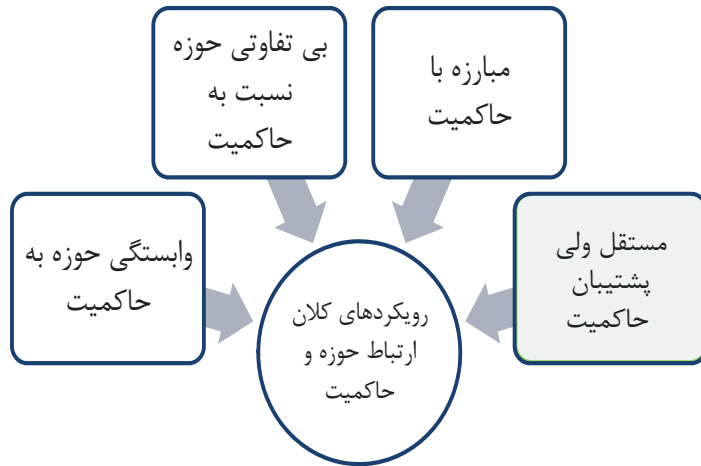 مبارزه با
حاکمیت
بی تفاوتی حوزه
نسبت به
حاکمیت
مستقل ولی
پشتیبان
حاکمیت
وابستگی حوزه به
حاکمیت
رویکردهای کلان
ارتباط حوزه و
حاکمیت